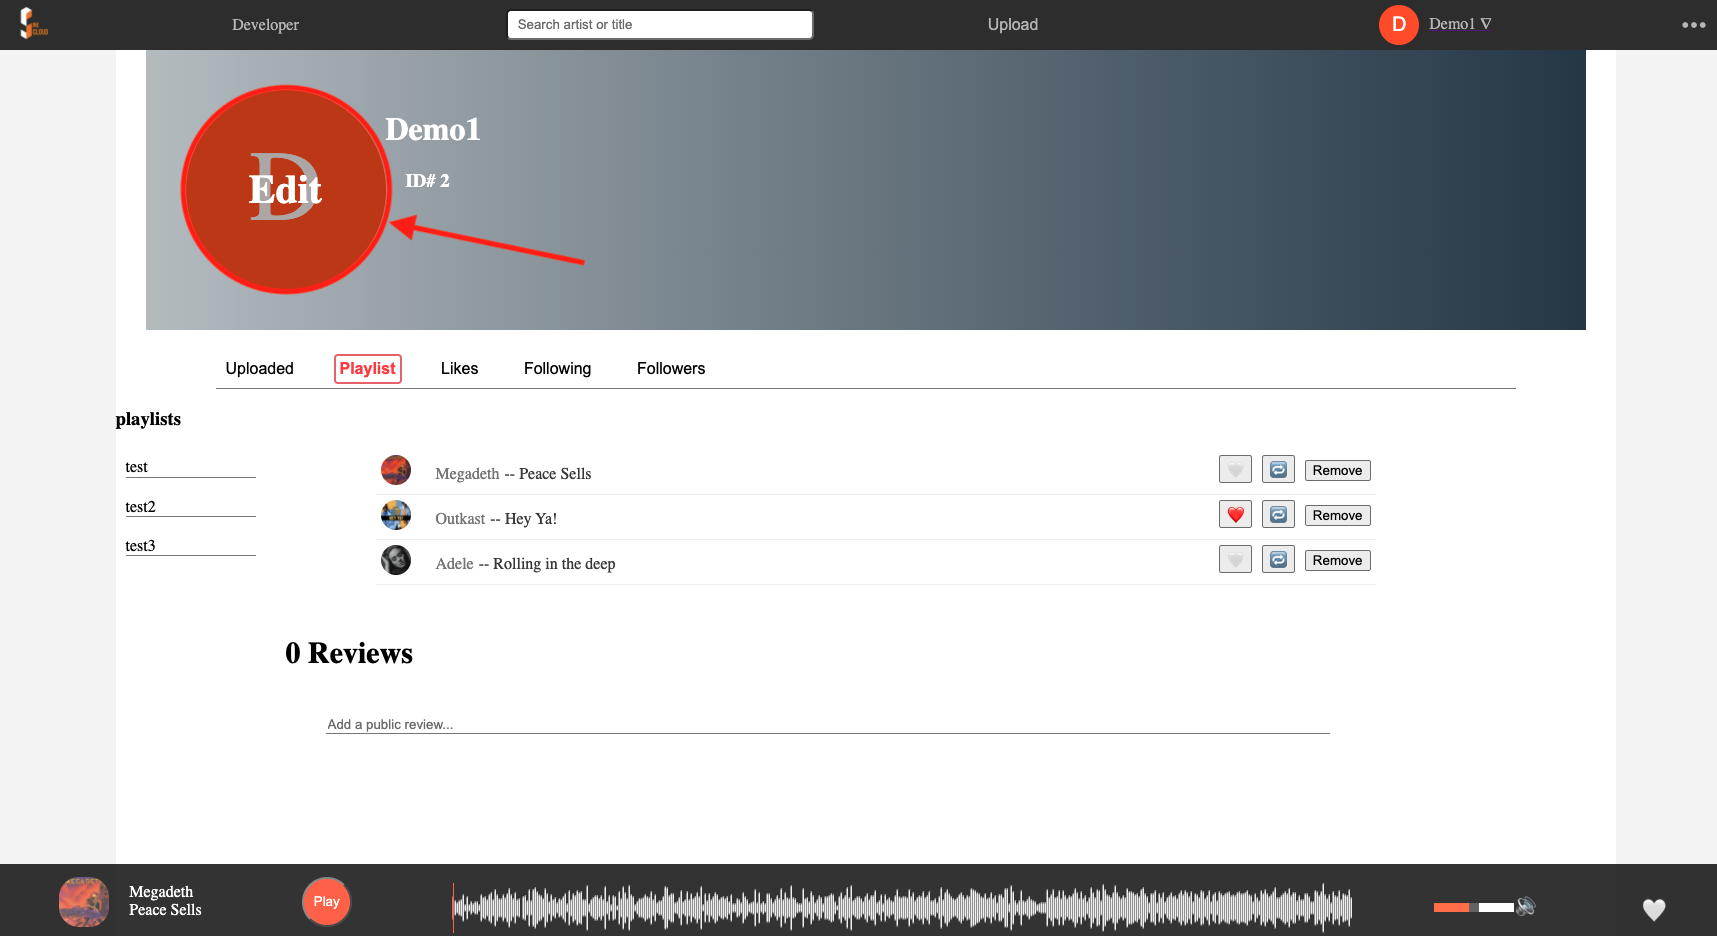 Developer
Search artist or title
Upload
D
Demo1 ∇
D
Edit
Demo1
ID# 2
Uploaded
Playlist
Likes
Following
Followers
playlists
test
test2
test3
Megadeth -- Peace Sells
Remove
Outkast -- Hey Ya!
Remove
Adele -- Rolling in the deep
Remove
0 Reviews
Add a public review...
Megadeth
Peace Sells
Play